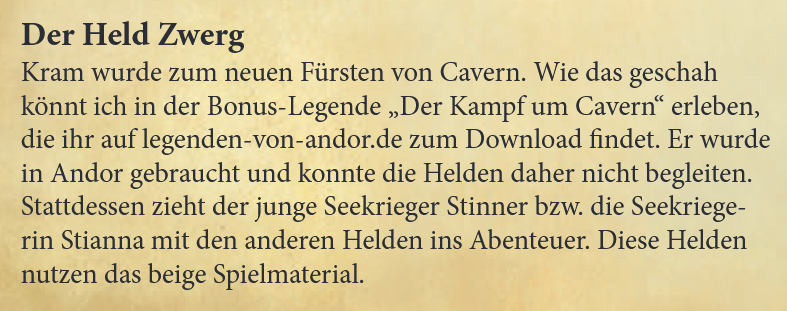 Der Held Zwerg
Kram wurde zum neuen Fürsten von Cavern. Wie das geschah
könnt ich in der Bonus-Legende „Der Kampf um Cavern“ erleben,
die ihr auf legenden-von-andor.de zum Download findet. Er wurde
in Andor gebraucht und konnte die Helden daher nicht begleiten.
Stattdessen zieht der junge Seekrieger Stinner bzw. die Seekriege-
rin Stianna mit den anderen Helden ins Abenteuer. Diese Helden
nutzen das beige Spielmaterial.